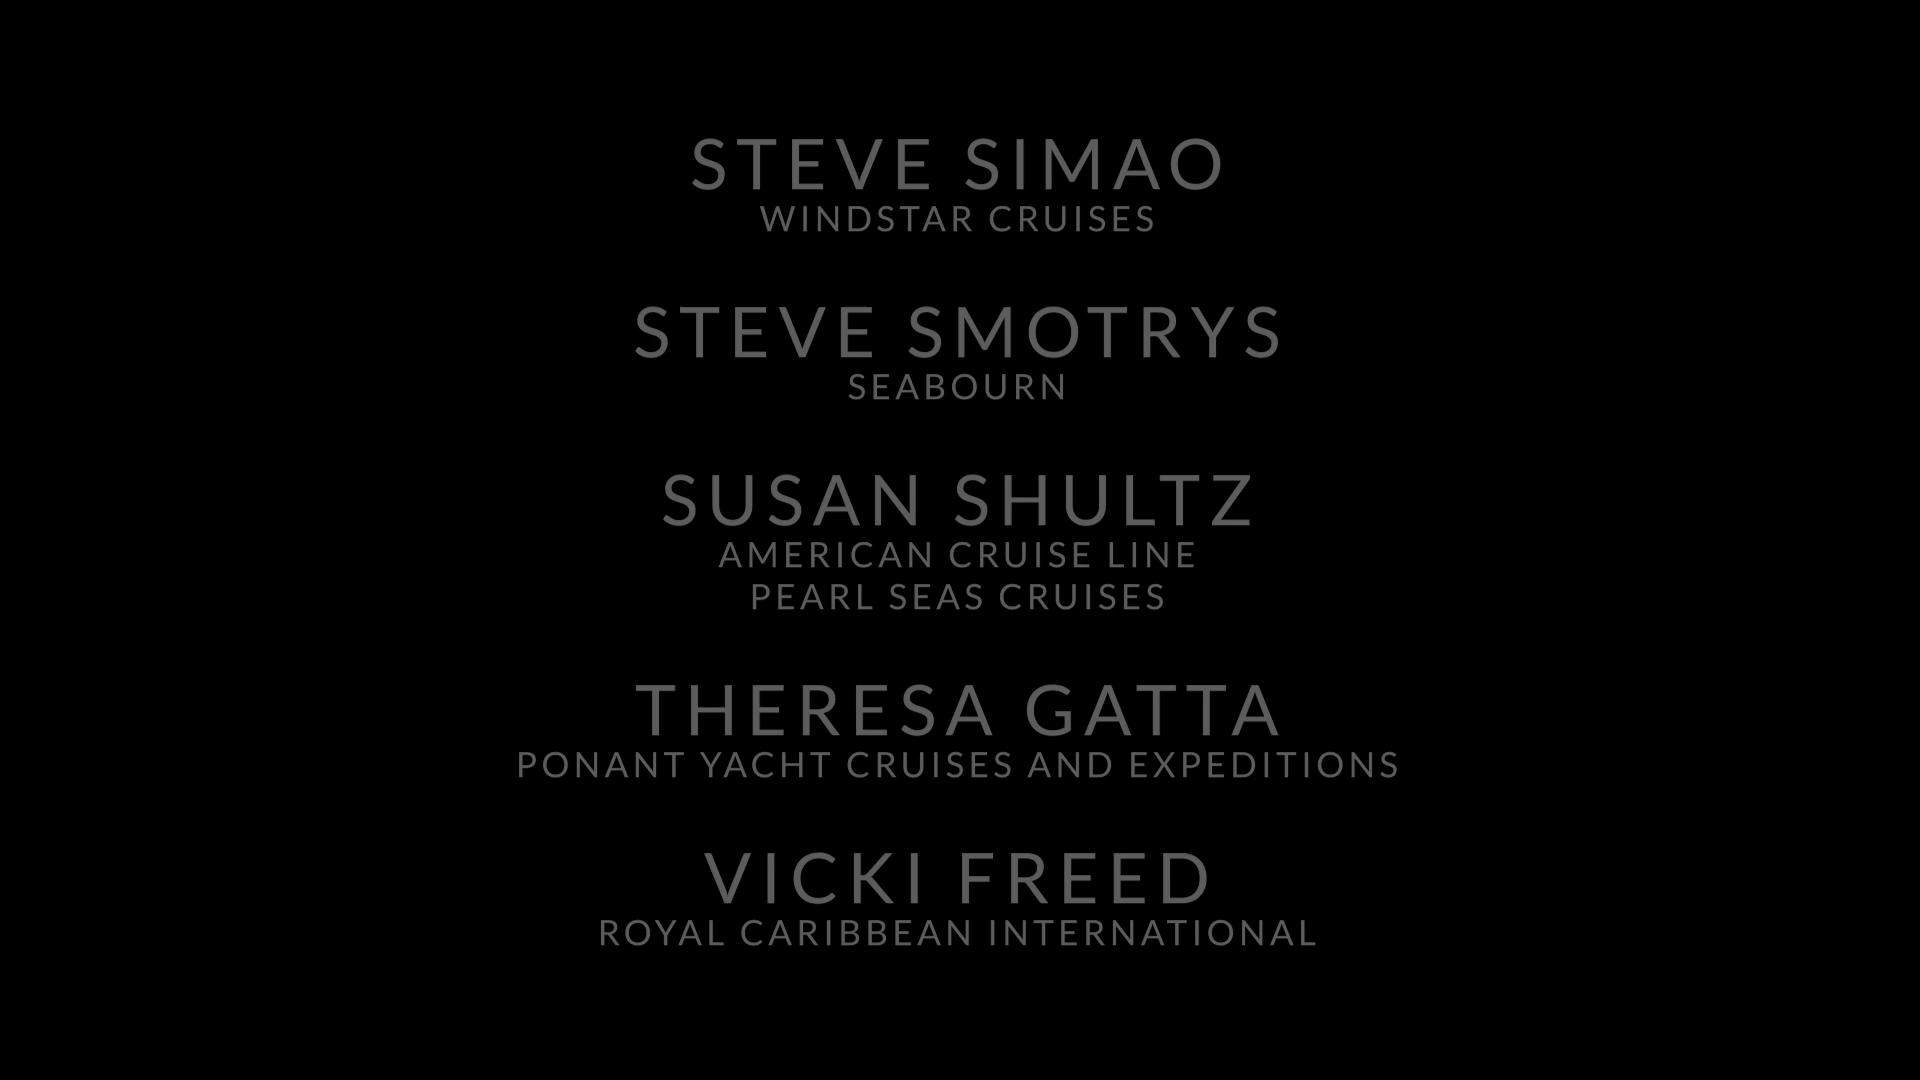 STEVE SIMAO
WINDSTAR CRUISES
STEVE SMOTRYS
SEABOURN
SUSAN SHULTZ
AMERICAN CRUISE LINE
PEARL SEAS CRUISES
THERESA GATTA
PONANT YACHT CRUISES AND EXPEDITIONS
VICKI FREED
ROYAL CARIBBEAN INTERNATIONAL